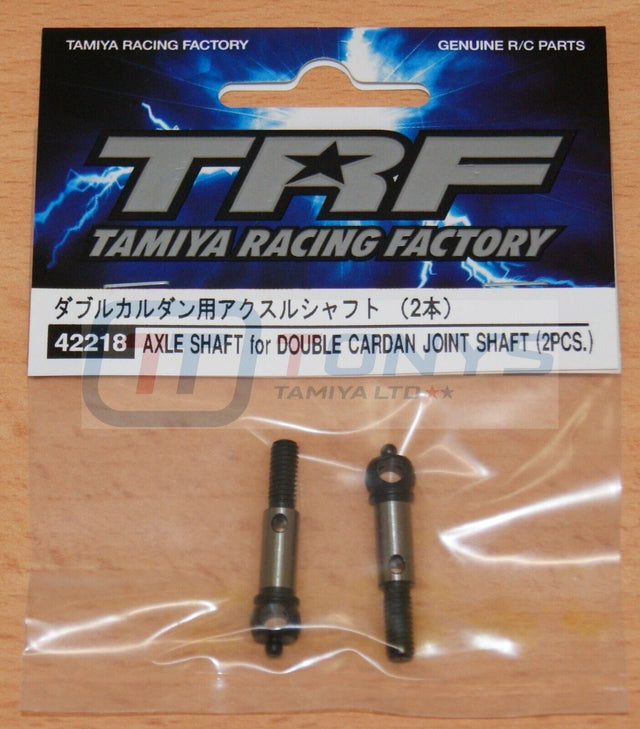 TAMIYA RACING FACTORY
GENUINE R/C PARTS
TRF
TAMIYA RACING FACTORY
ダブルカルダン用アクスルシャフト （2本）
42218 AXLE SHAFT for DOUBLE CARDAN JOINT SHAFT (2PCS.)
TONYS
TAMIYA LTD★★